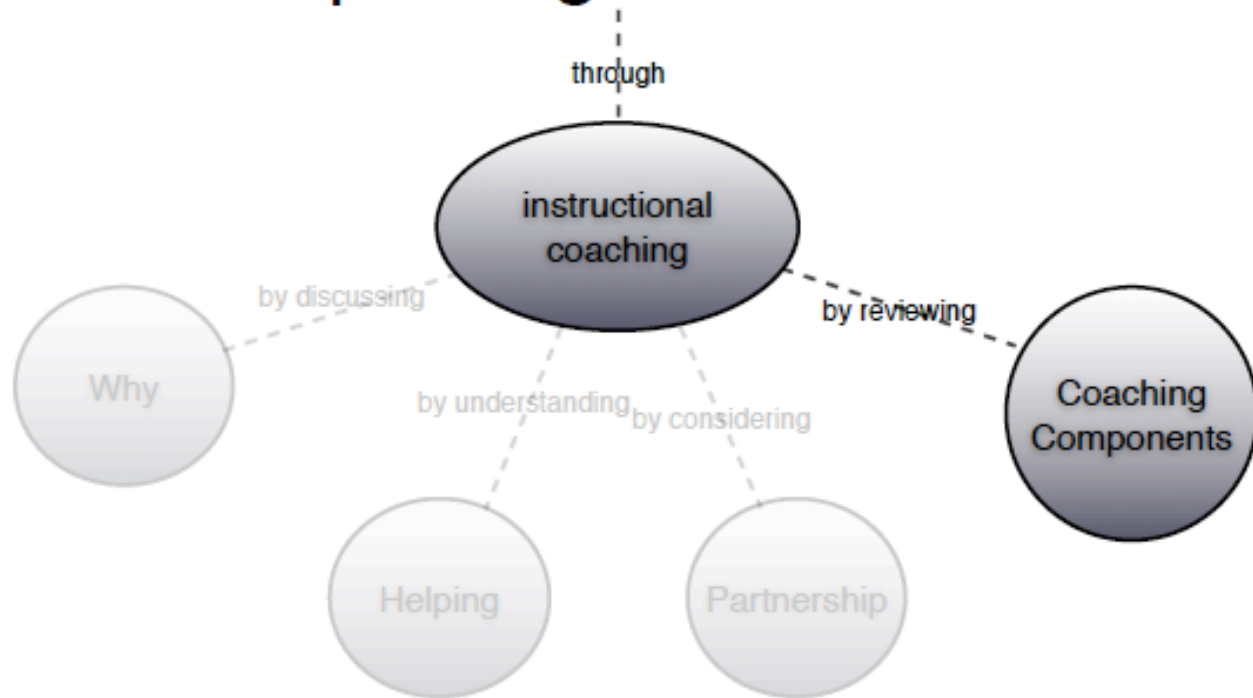 through
instructional
coaching
by discussing
by reviewing
Why
by understanding
by considering
Coaching
Components
Helping
Partnership